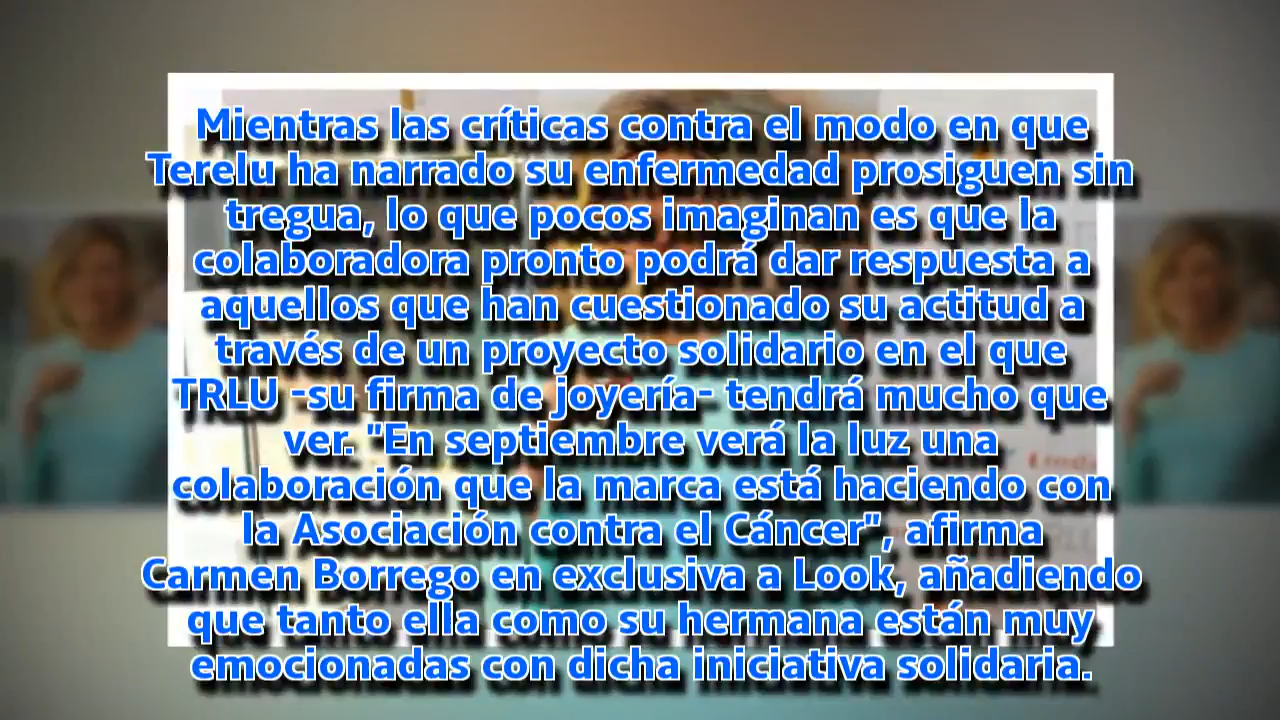 Mientras las críticas contra el modo en que
Terelu ha narrado su enfermedad prosiguen sin
tregua, lo que pocos imaginan es que la
colaboradora pronto podrá dar respuesta a
aquellos que han cuestionado su actitud a
través de un proyecto solidario en el que
TRLU -su firma de joyería- tendrá mucho que
ver. "En septiembre verá la luz una
colaboración que la marca está haciendo con
la Asociación contra el Cáncer", afirma
Carmen Borrego en exclusiva a Look, añadiendo
que tanto ella como su hermana están muy
emocionadas con dicha iniciativa solidaria.